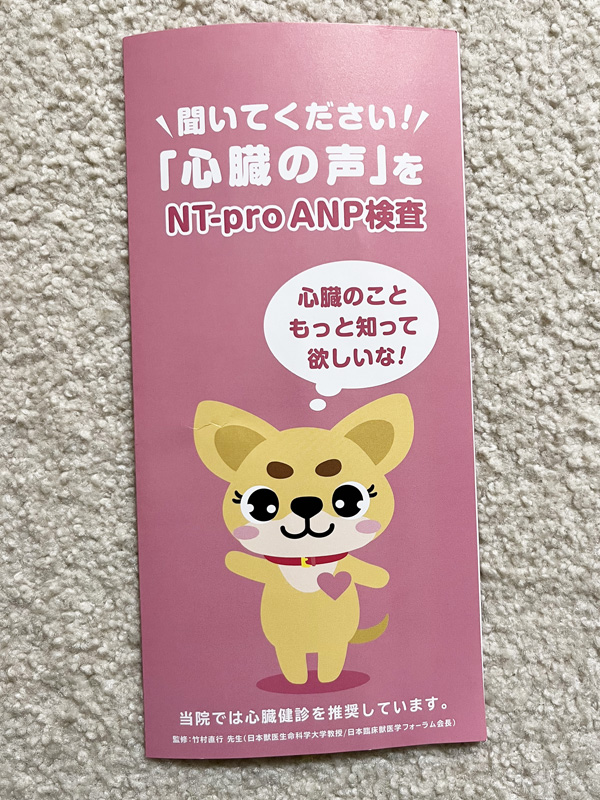 聞いてください!
「心臓の声」を
NT-pro ANP検査
心臓のこと
もっと知って
欲しいな!
当院では心臓健診を推奨しています。
監修:竹村直行 先生(日本獣医生命科学大学教授/日本臨床獣医学フォーラム会長)